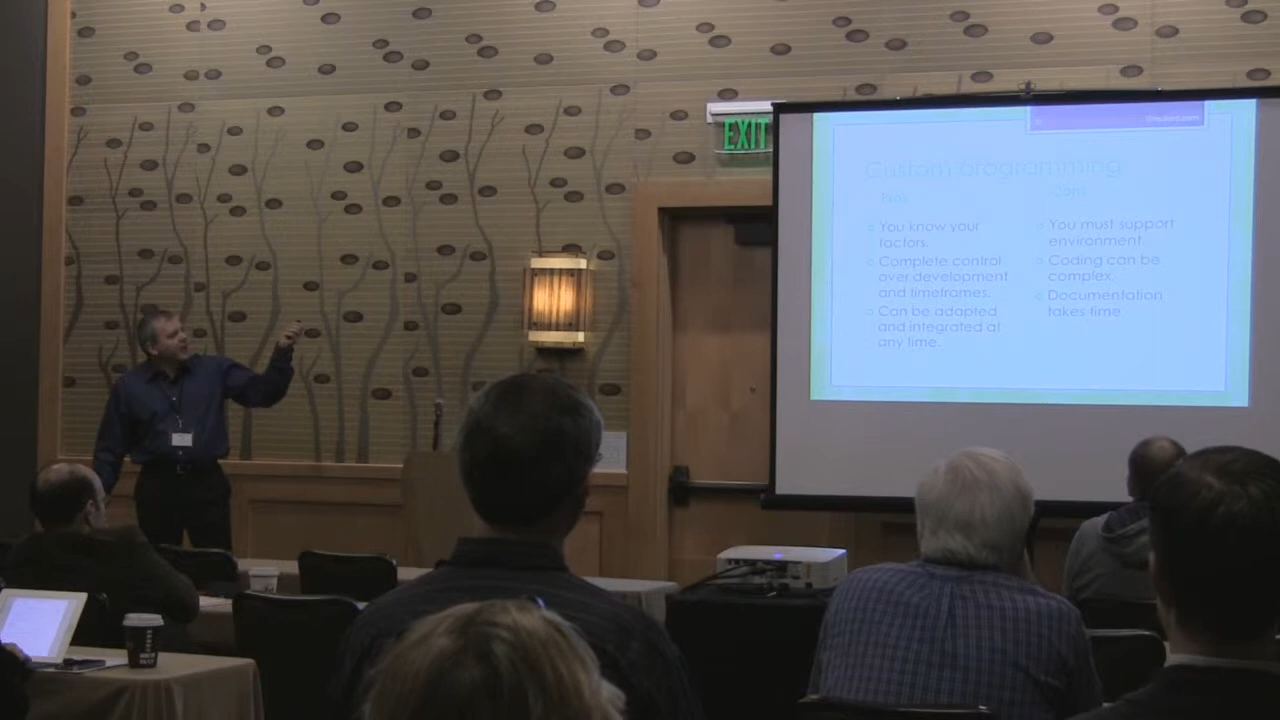 EXIT
Custom programming
Pros
Cons
You know your
factors.
Complete control
over development
and timeframes.
Can be adapted
and integrated at
any time.
You must support
environment.
Coding can be
complex.
Documentation
takes time